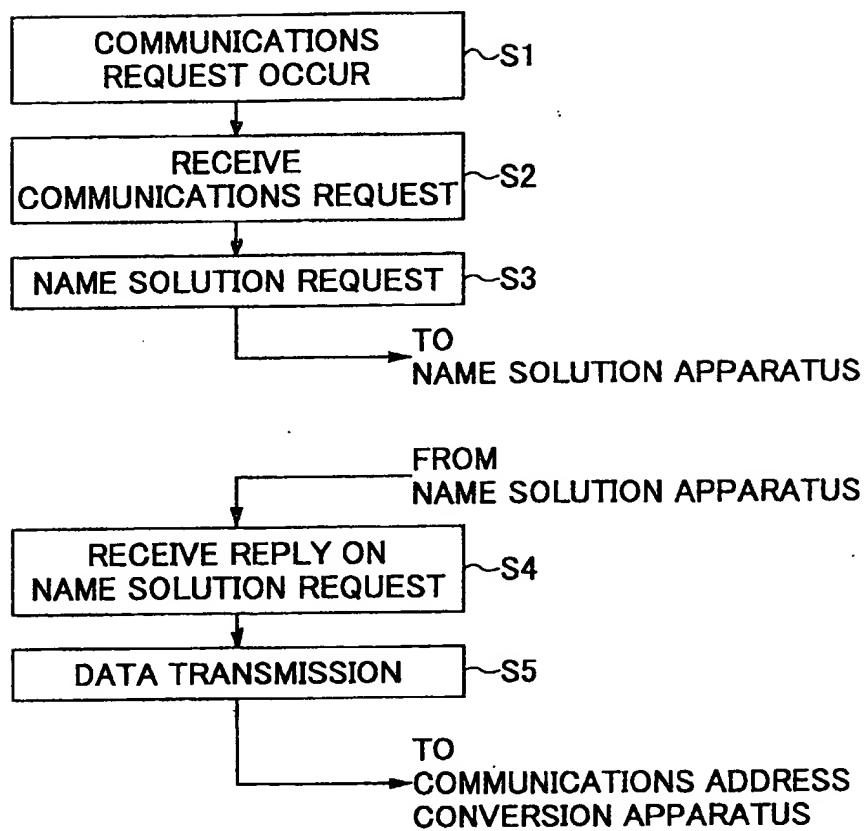 COMMUNICATIONS
REQUEST OCCUR
S1
RECEIVE
COMMUNICATIONS REQUEST
S2
NAME SOLUTION REQUEST
S3
TO
NAME SOLUTION APPARATUS
FROM
NAME SOLUTION APPARATUS
RECEIVE REPLY ON
NAME SOLUTION REQUEST
S4
DATA TRANSMISSION
S5
TO
COMMUNICATIONS ADDRESS
CONVERSION APPARATUS